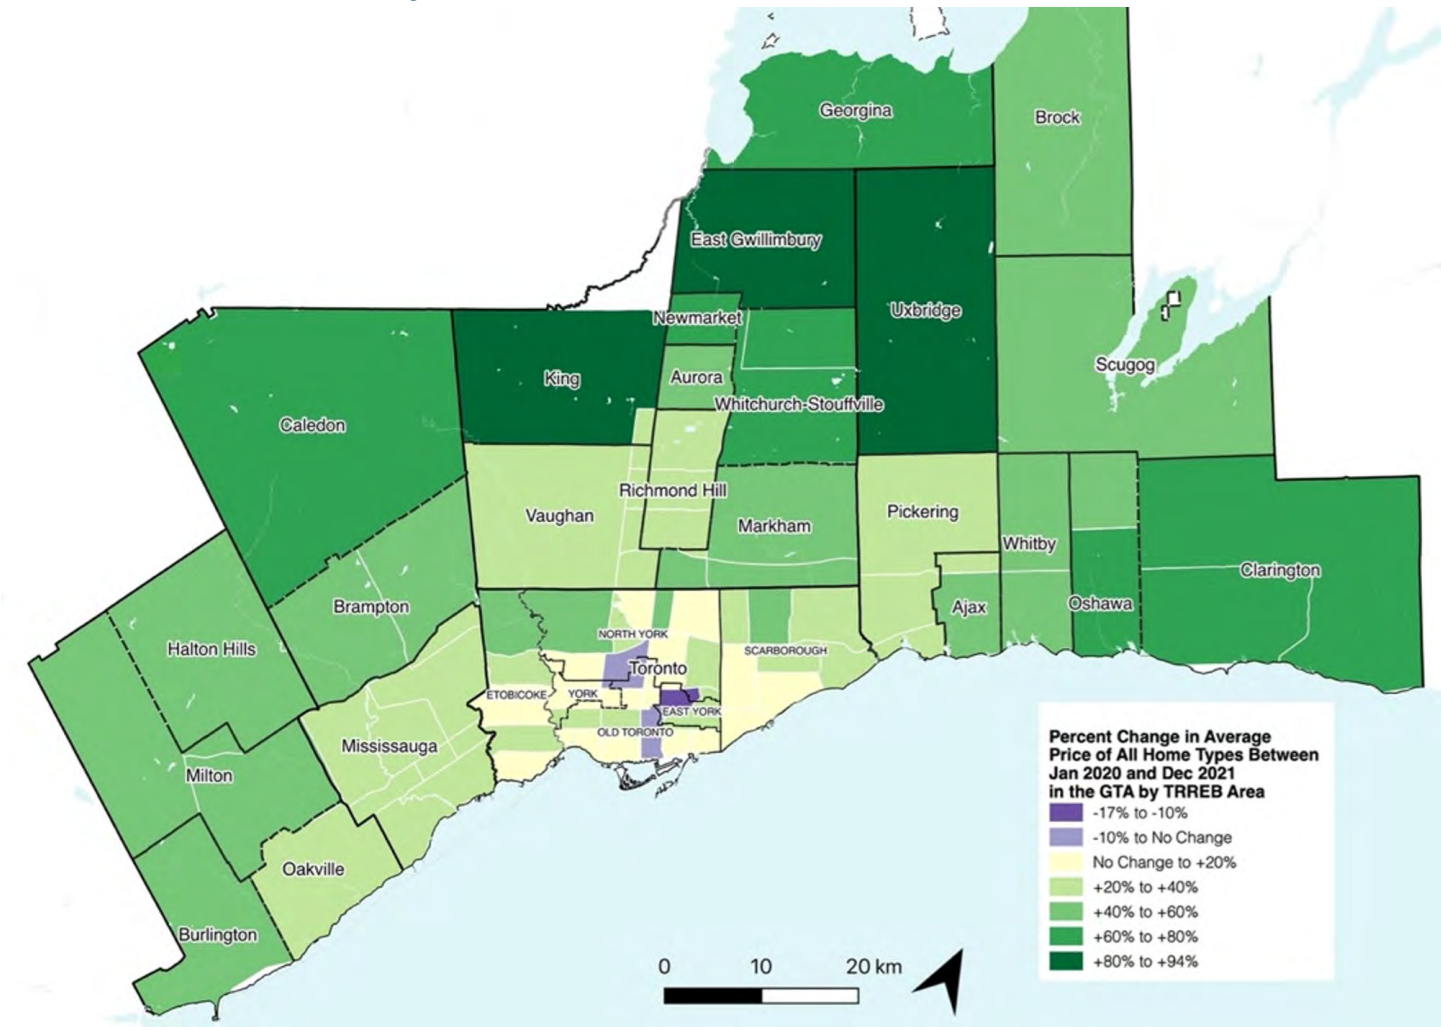 Georgina
Brock
East Gwillimbury
Uxbridge
Newmarket
King
Aurora
Scugog
Whitchurch-Stouffville
Caledon
Richmond Hill
Vaughan
Markham
Pickering
Whitby
Clarington
Brampton
Ajax
Oshawa
Halton Hills
NORTH YORK
SCARBOROUGH
Toronto
ETOBICOKE
YORK
EAST YORK
OLD TORONTO
Mississauga
Milton
Oakville
Burlington
Percent Change in Average
Price of All Home Types Between
Jan 2020 and Dec 2021
in the GTA by TRREB Area
-17% to -10%
-10% to No Change
No Change to +20%
+20% to +40%
+40% to +60%
+60% to +80%
+80% to +94%
0 10 20 km